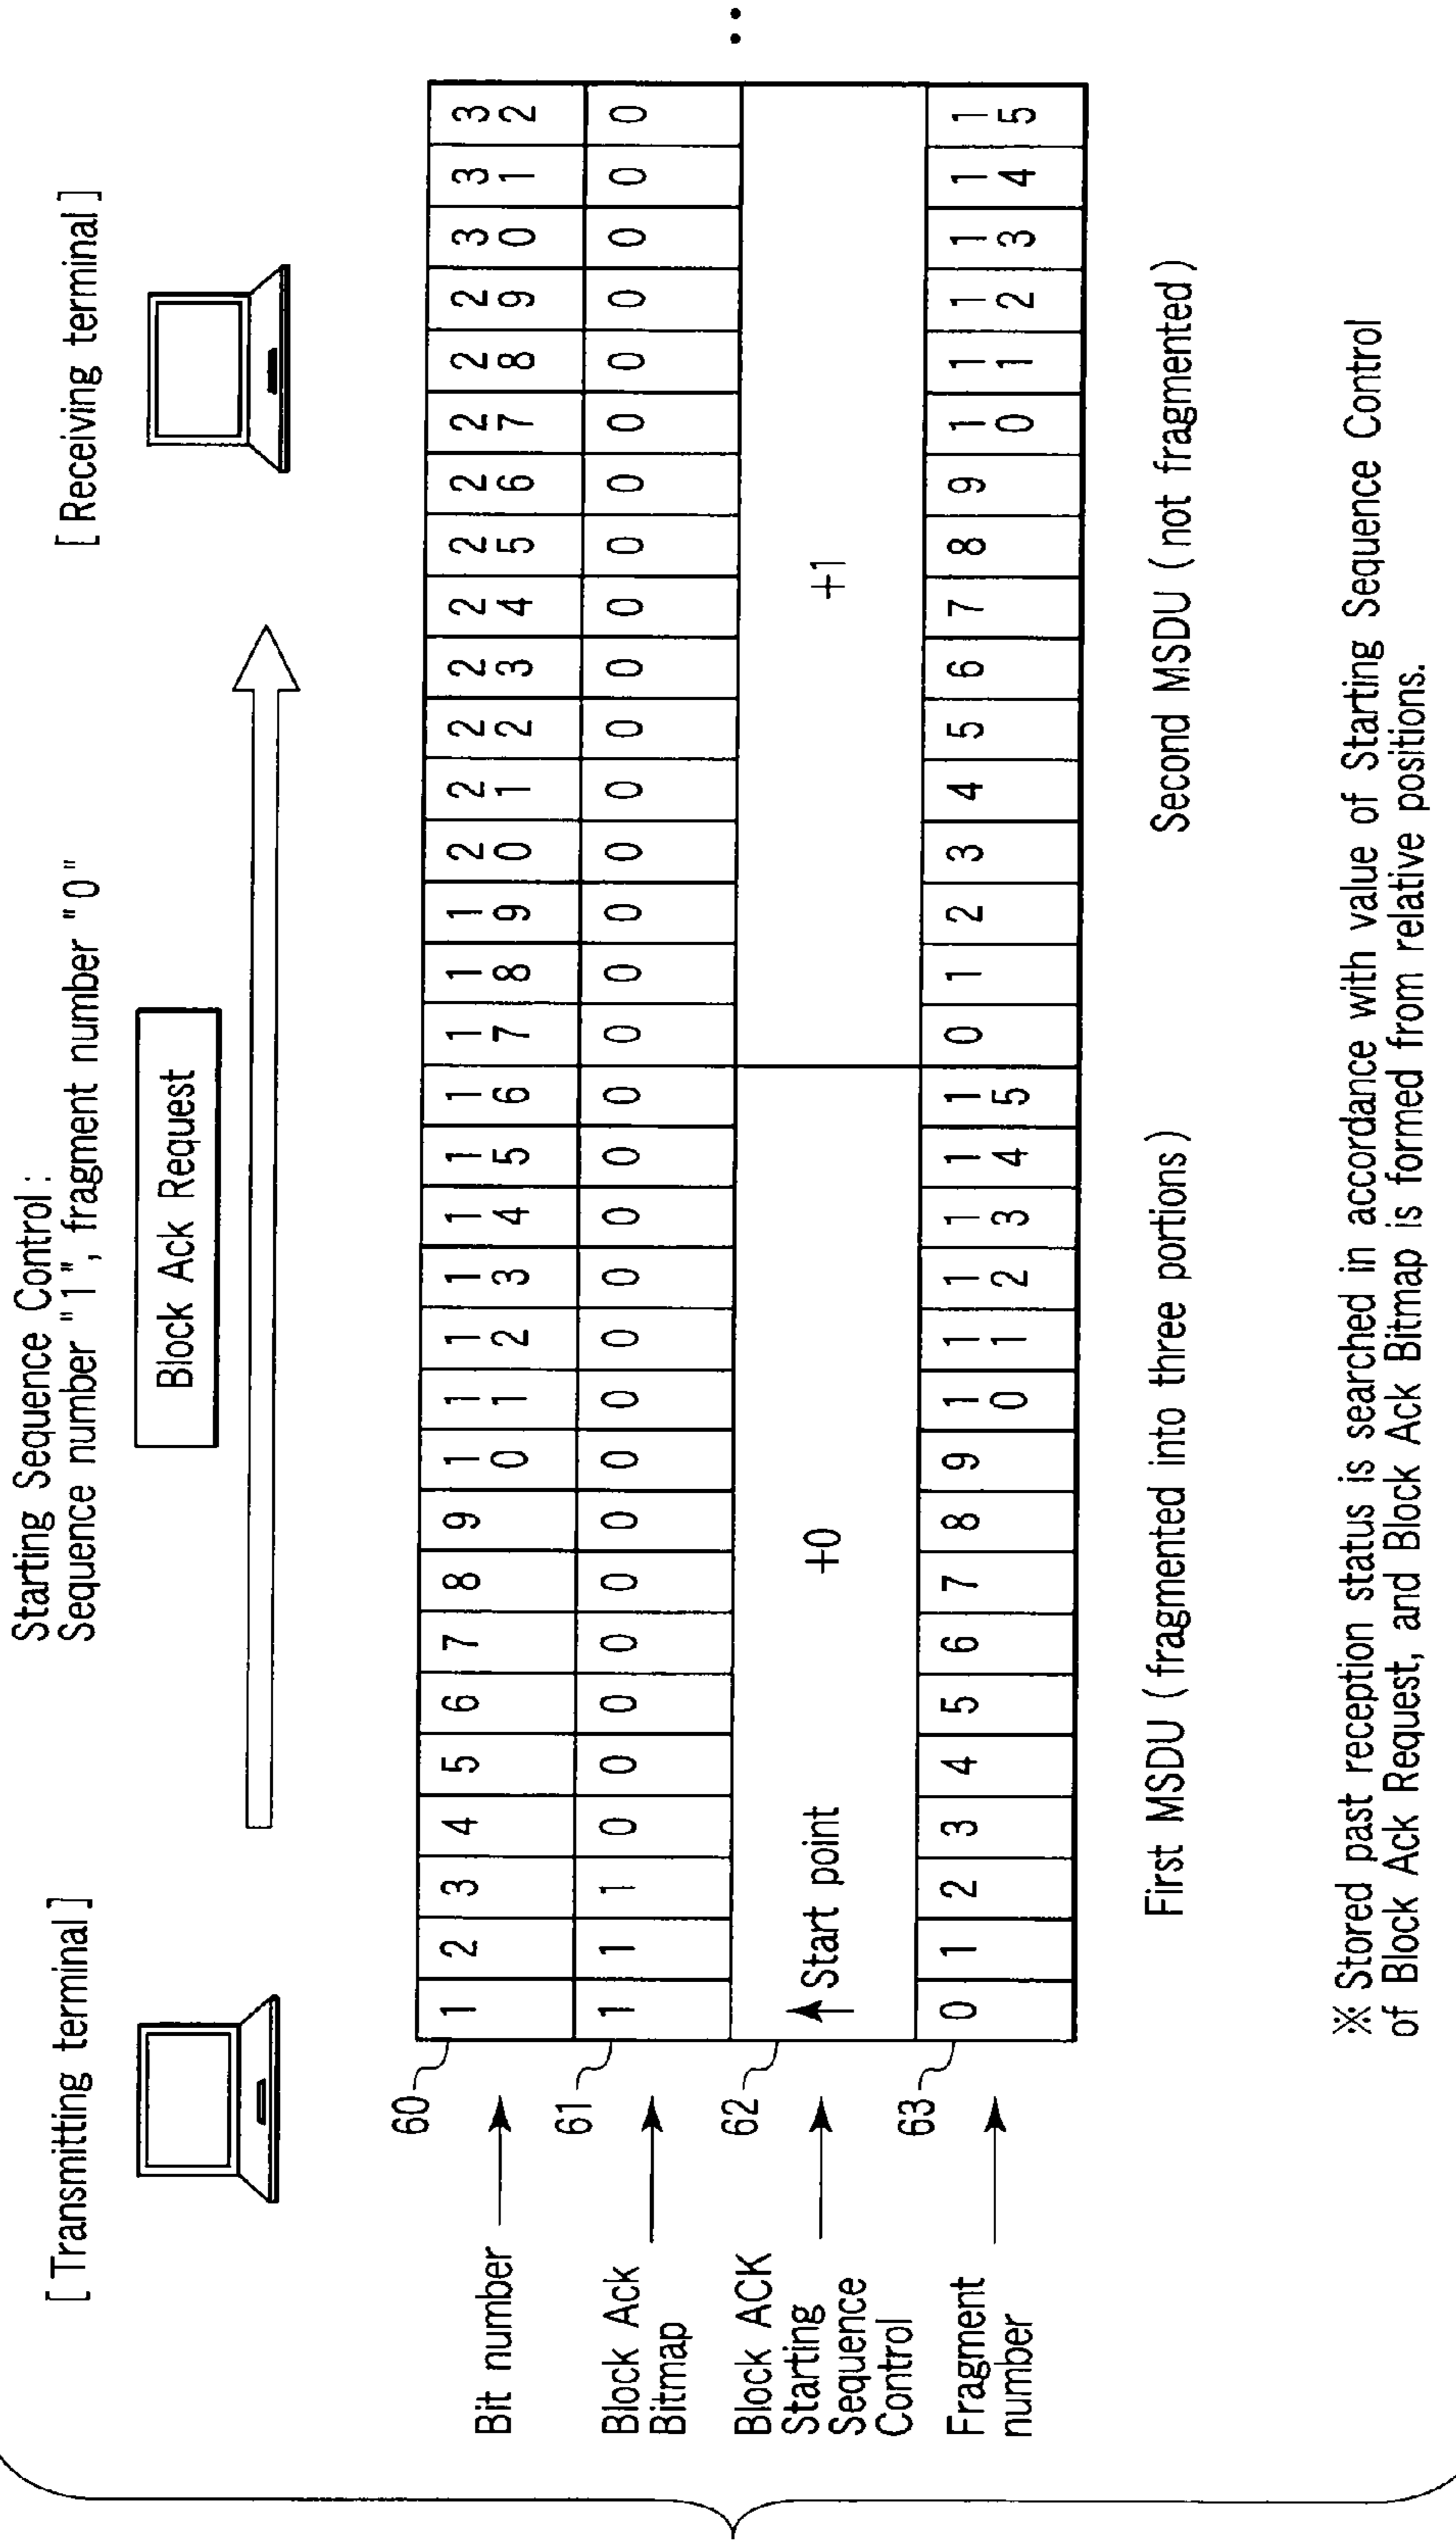 [ Transmitting terminal ]
Starting Sequence Control :
Sequence number "1", fragment number "0"
Block Ack Request
[ Receiving terminal ]
Bit number
60
1 2 3 4 5 6 7 8 9 10 11 12 13 14 15 16 17 18 19 20 21 22 23 24 25 26 27 28 29 30 31 32
Block Ack
Bitmap
61
1 1 1 0 0 0 0 0 0 0 0 0 0 0 0 0 0 0 0 0 0 0 0 0 0 0 0 0 0 0 0 0
Block ACK
Starting
Sequence
Control
62
Start point
+0
+1
Fragment
number
63
0 1 2 3 4 5 6 7 8 9 10 11 12 13 14 15 0 1 2 3 4 5 6 7 8 9 10 11 12 13 14 15
First MSDU ( fragmented into three portions )
Second MSDU ( not fragmented )
※ Stored past reception status is searched in accordance with value of Starting Sequence Control
of Block Ack Request, and Block Ack Bitmap is formed from relative positions.